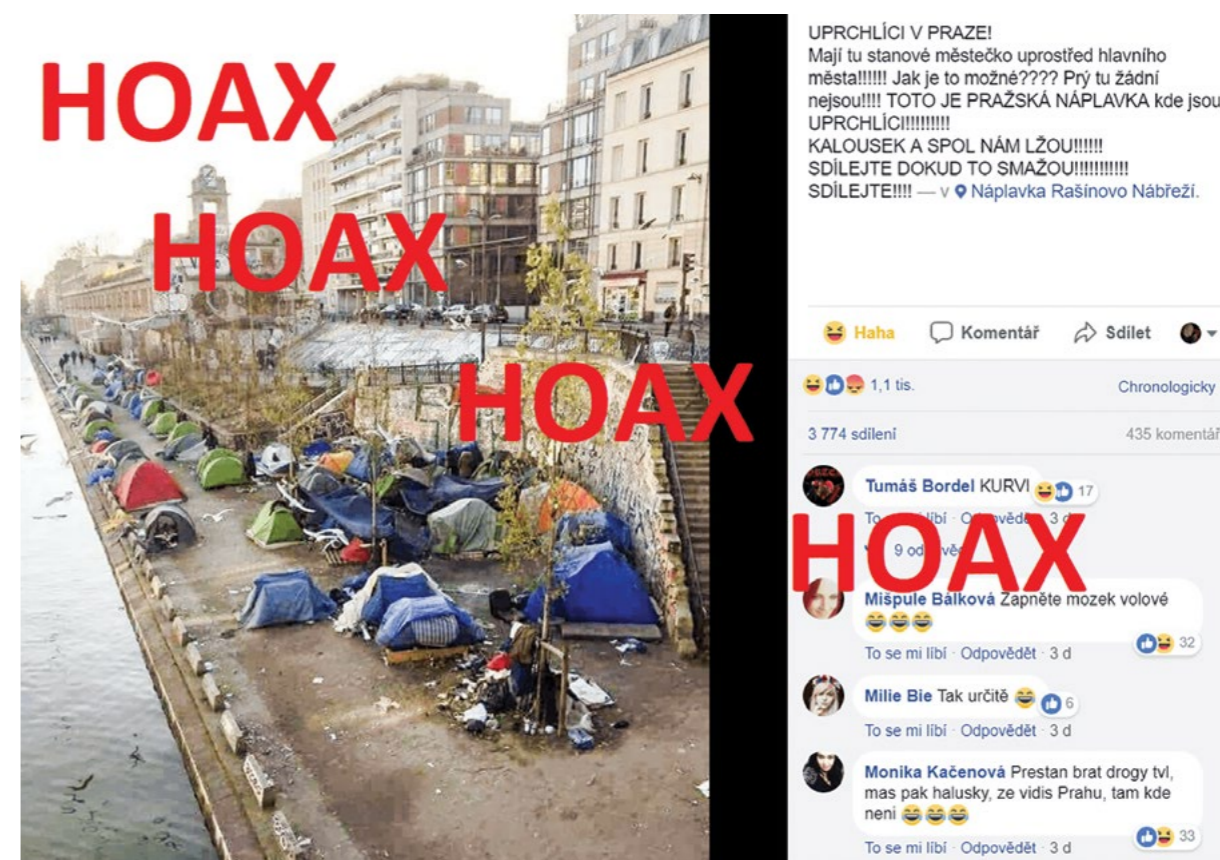 HOAX
HOAX
HOAX
UPRCHLÍCI V PRAZE!
Mají tu stanové městečko uprostřed hlavního
města!!!!!! Jak je to možné???? Prý tu žádní
nejsou!!!! TOTO JE PRAŽSKÁ NÁPLAVKA kde jsou
UPRCHLÍCI!!!!!!!!!
KALOUSEK A SPOL NÁM LŽOU!!!!!!
SDÍLEJTE DOKUD TO SMAŽOU!!!!!!!!!!!
SDÍLEJTE!!!! — v Náplavka Rašínovo Nábřeží.
Haha Komentář Sdílet
1,1 tis. Chronologicky
3 774 sdílení 435 komentář
Tumáš Bordel KURVI 17
3 d
HOAX
9
Mišpule Bálková Zapněte mozek volové
32
To se mi líbí · Odpovědět · 3 d
Milie Bie Tak určitě 6
To se mi líbí · Odpovědět · 3 d
Monika Kačenová Prestan brat drogy tvl,
mas pak halusky, ze vidis Prahu, tam kde
neni
33
To se mi líbí · Odpovědět · 3 d